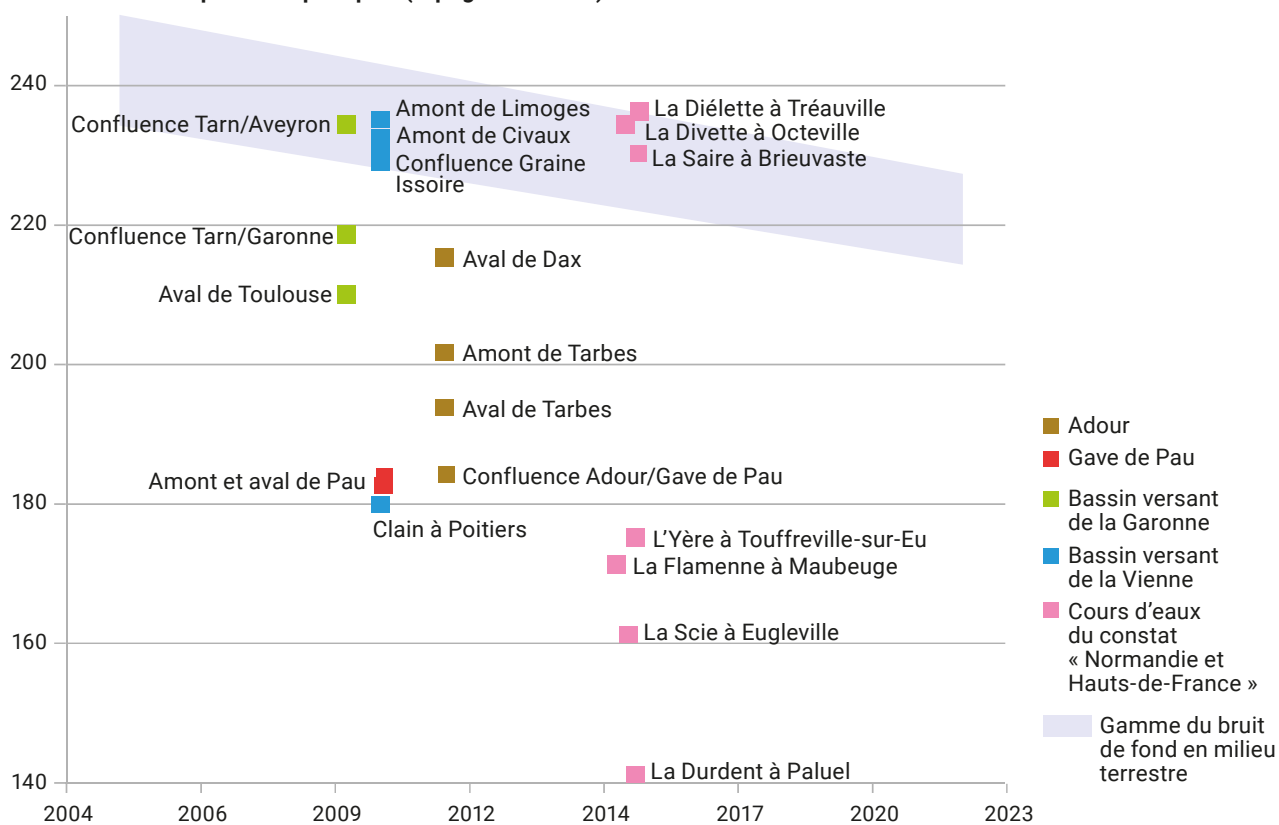 240
220
200
180
160
140
2004
2006
2009
2012
2014
2017
2020
2023
Confluence Tarn/Aveyron
Amont de Limoges
Amont de Civaux
Confluence Graine
Issoire
La Diélette à Tréauville
La Divette à Octeville
La Saire à Brieuvaste
Confluence Tarn/Garonne
Aval de Dax
Aval de Toulouse
Amont de Tarbes
Aval de Tarbes
Amont et aval de Pau
Confluence Adour/Gave de Pau
Clain à Poitiers
L'Yère à Touffreville-sur-Eu
La Flamenne à Maubeuge
La Scie à Eugleville
La Durdent à Paluel
Adour
Gave de Pau
Bassin versant
de la Garonne
Bassin versant
de la Vienne
Cours d'eaux
du constat
« Normandie et
Hauts-de-France »
Gamme du bruit
de fond en milieu
terrestre